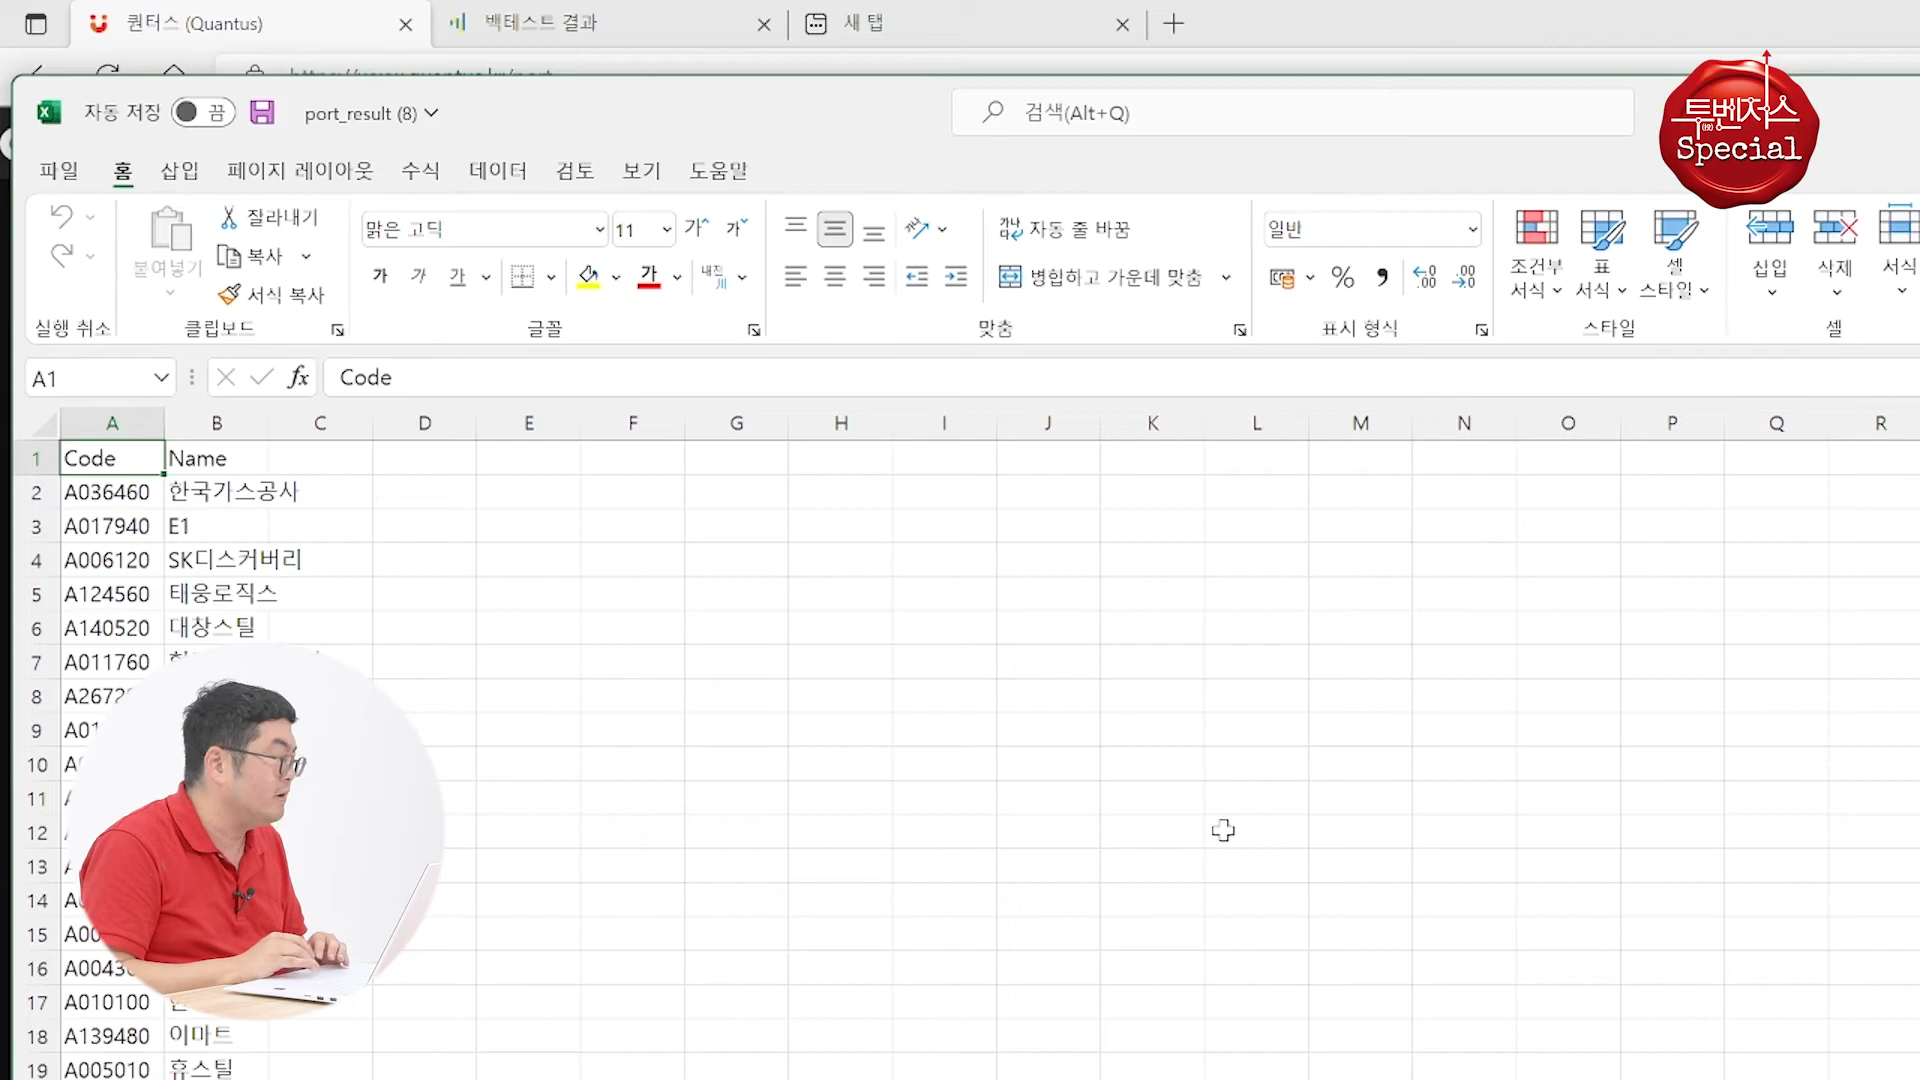 퀀터스 (Quantus)
백테스트 결과
새 탭
자동 저장
끔
port_result (8)
검색(Alt+Q)
투벤저스
Special
파일
홈
삽입
페이지 레이아웃
수식
데이터
검토
보기
도움말
붙여넣기
잘라내기
복사
서식 복사
맑은 고딕
11
가
가
가
가
가
가
내천
자동 줄 바꿈
병합하고 가운데 맞춤
일반
조건부
서식
표
서식
셀
스타일
삽입
삭제
서식
실행 취소
클립보드
글꼴
맞춤
표시 형식
스타일
셀
A1
fx
Code
A B C D E F G H I J K L M N O P Q R
1 Code Name
2 A036460 한국가스공사
3 A017940 E1
4 A006120 SK디스커버리
5 A124560 태웅로직스
6 A140520 대창스틸
7 A011760
8
9
10
11
12
13
14
15
16
17 A010100
18 A139480 이마트
19 A005010 휴스틸